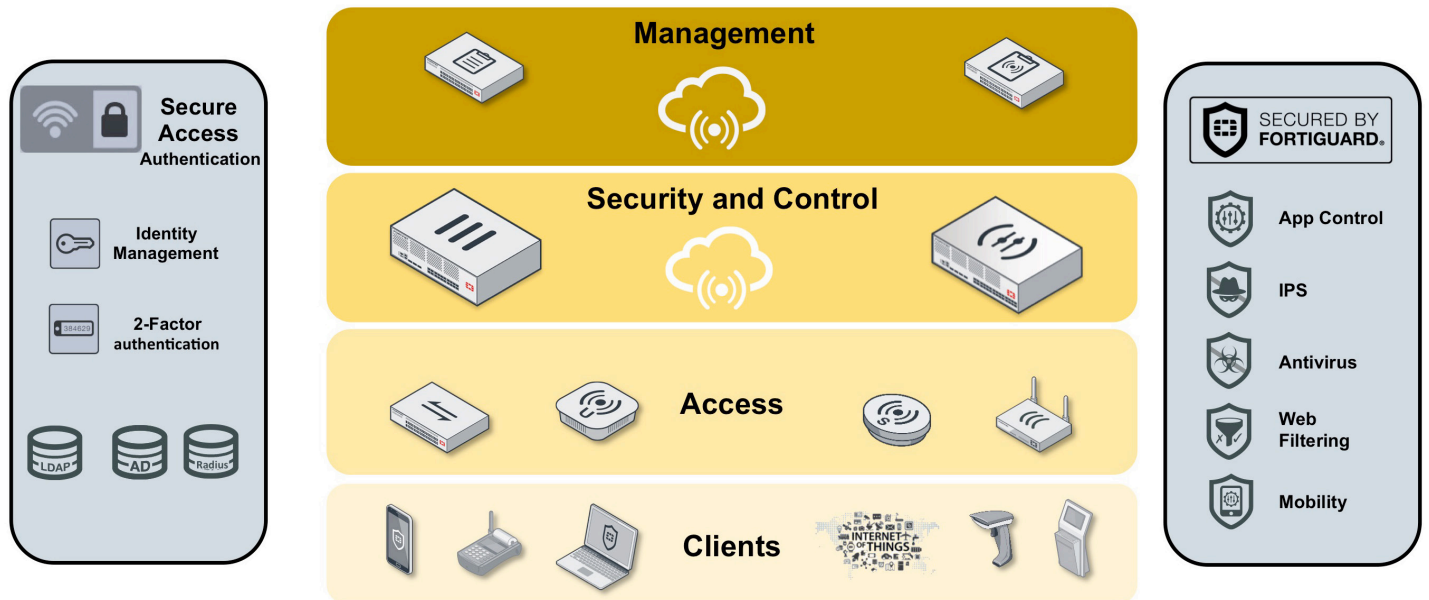 Secure
Access
Authentication
Identity
Management
384629
2-Factor
authentication
LDAP
AD
Radius
Management
Security and Control
Access
U
S
Clients
INTERNET
OF THINGS
SECURED BY
FORTIGUARD®
App Control
IPS
Antivirus
Web
Filtering
Mobility